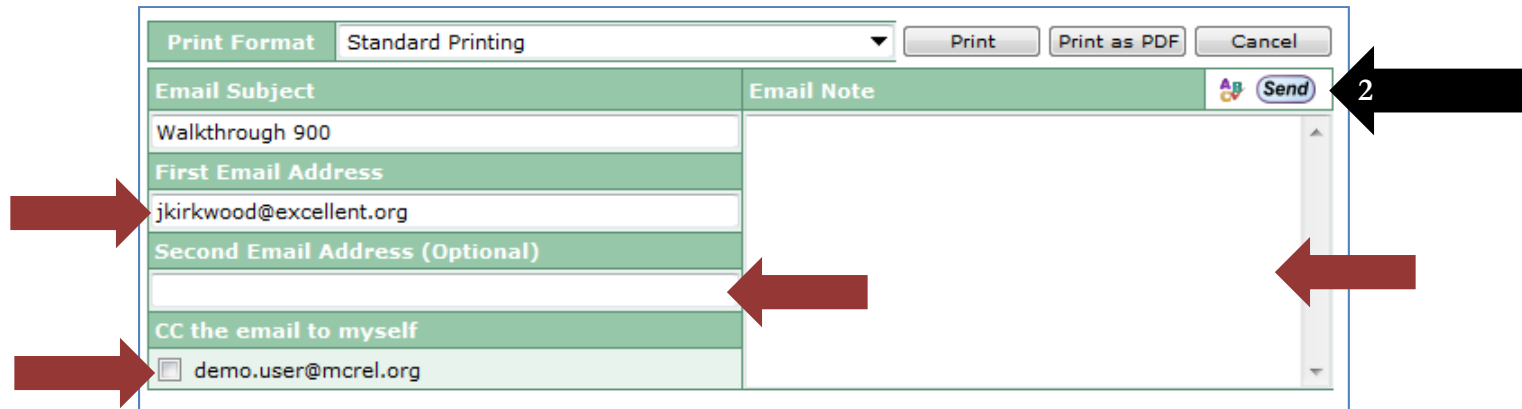 Print Format Standard Printing Print Print as PDF Cancel
Email Subject Email Note ABC Send 2
Walkthrough 900
First Email Address
jkirkwood@excellent.org
Second Email Address (Optional)
CC the email to myself
demo.user@mcrel.org